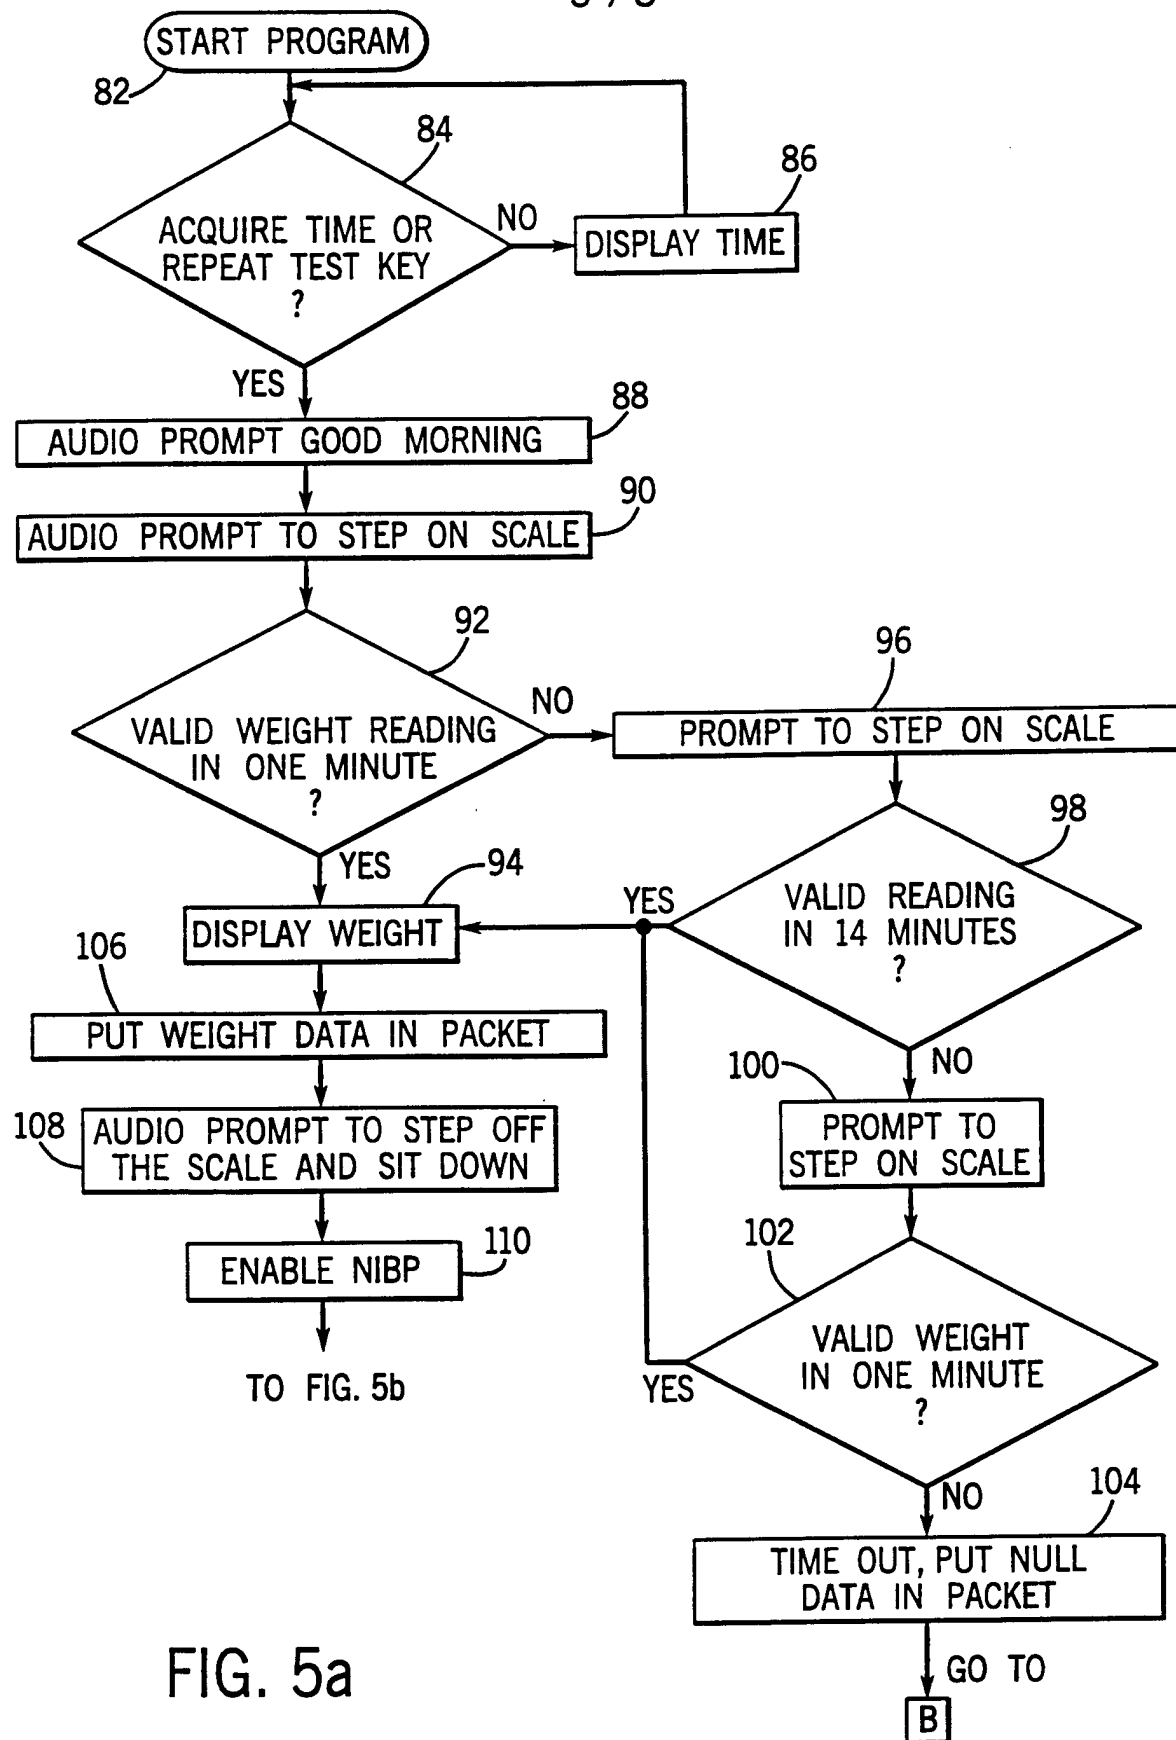 START PROGRAM
82
84
ACQUIRE TIME OR
REPEAT TEST KEY
?
NO
86
DISPLAY TIME
YES
88
AUDIO PROMPT GOOD MORNING
90
AUDIO PROMPT TO STEP ON SCALE
92
VALID WEIGHT READING
IN ONE MINUTE
?
NO
96
PROMPT TO STEP ON SCALE
YES
94
DISPLAY WEIGHT
98
VALID READING
IN 14 MINUTES
?
YES
NO
106
PUT WEIGHT DATA IN PACKET
108
AUDIO PROMPT TO STEP OFF
THE SCALE AND SIT DOWN
110
ENABLE NIBP
TO FIG. 5b
100
PROMPT TO
STEP ON SCALE
102
VALID WEIGHT
IN ONE MINUTE
?
YES
NO
104
TIME OUT, PUT NULL
DATA IN PACKET
GO TO
B
FIG. 5a